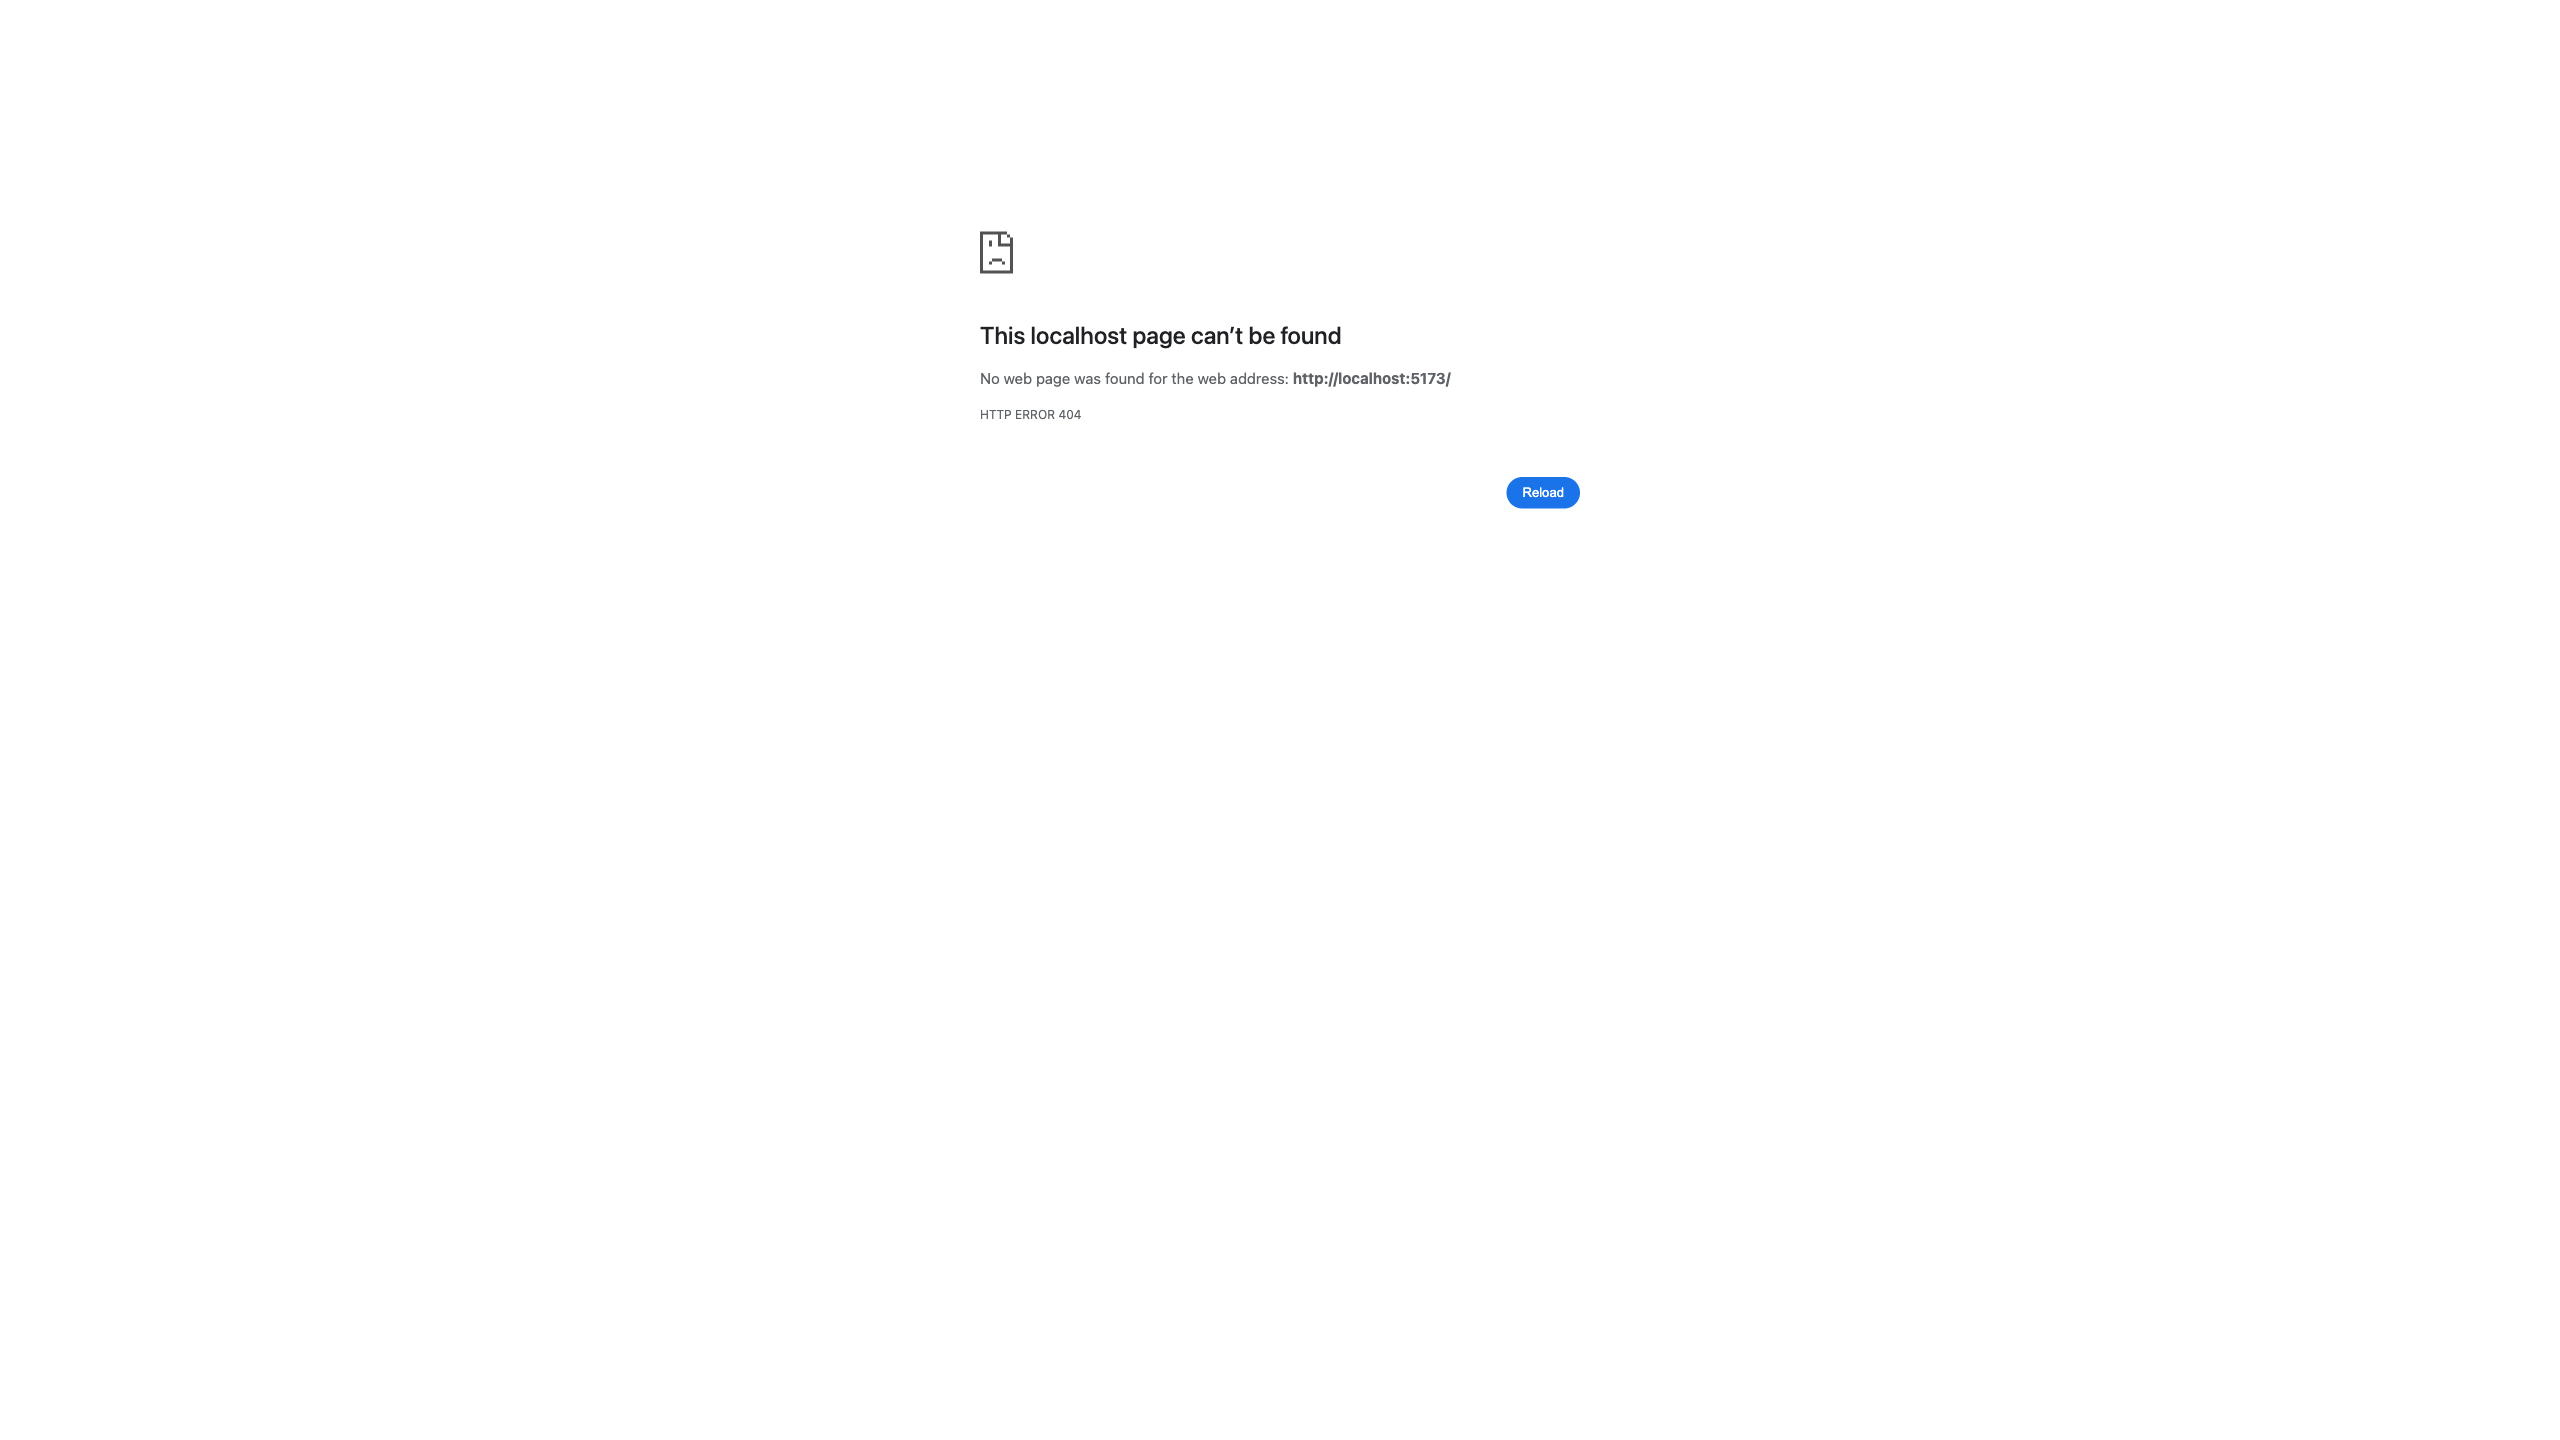 This localhost page can’t be found
No web page was found for the web address: http://localhost:5173/
HTTP ERROR 404
Reload